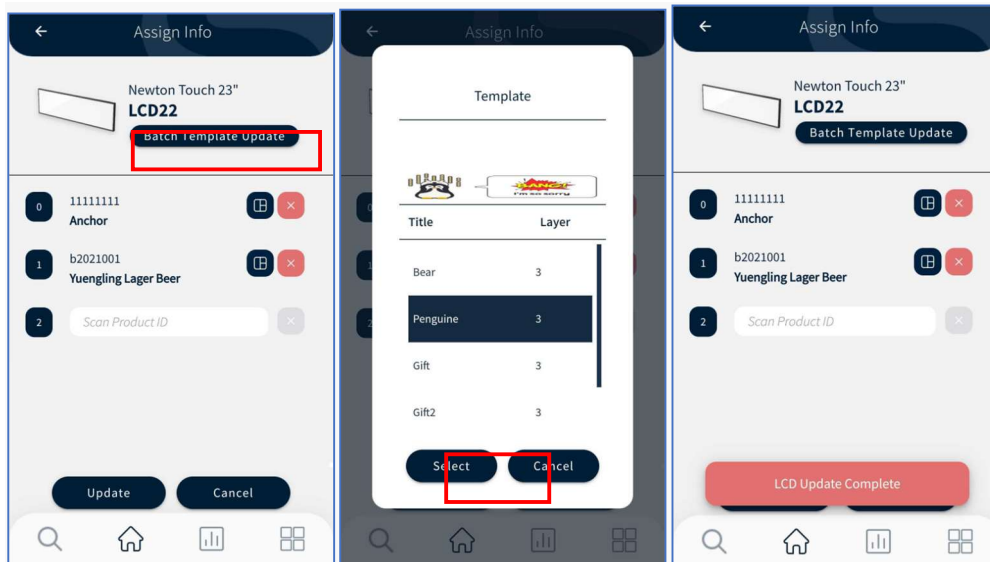 Assign Info
Newton Touch 23"
LCD22
Batch Template Update
0
11111111
Anchor
1
b2021001
Yuengling Lager Beer
2
Scan Product ID
Update
Cancel
Assign Info
Template
BANG!
I'm so sorry
Title Layer
Bear 3
Penguine 3
Gift 3
Gift2 3
Select Cancel
Assign Info
Newton Touch 23"
LCD22
Batch Template Update
0
11111111
Anchor
1
b2021001
Yuengling Lager Beer
2
Scan Product ID
LCD Update Complete